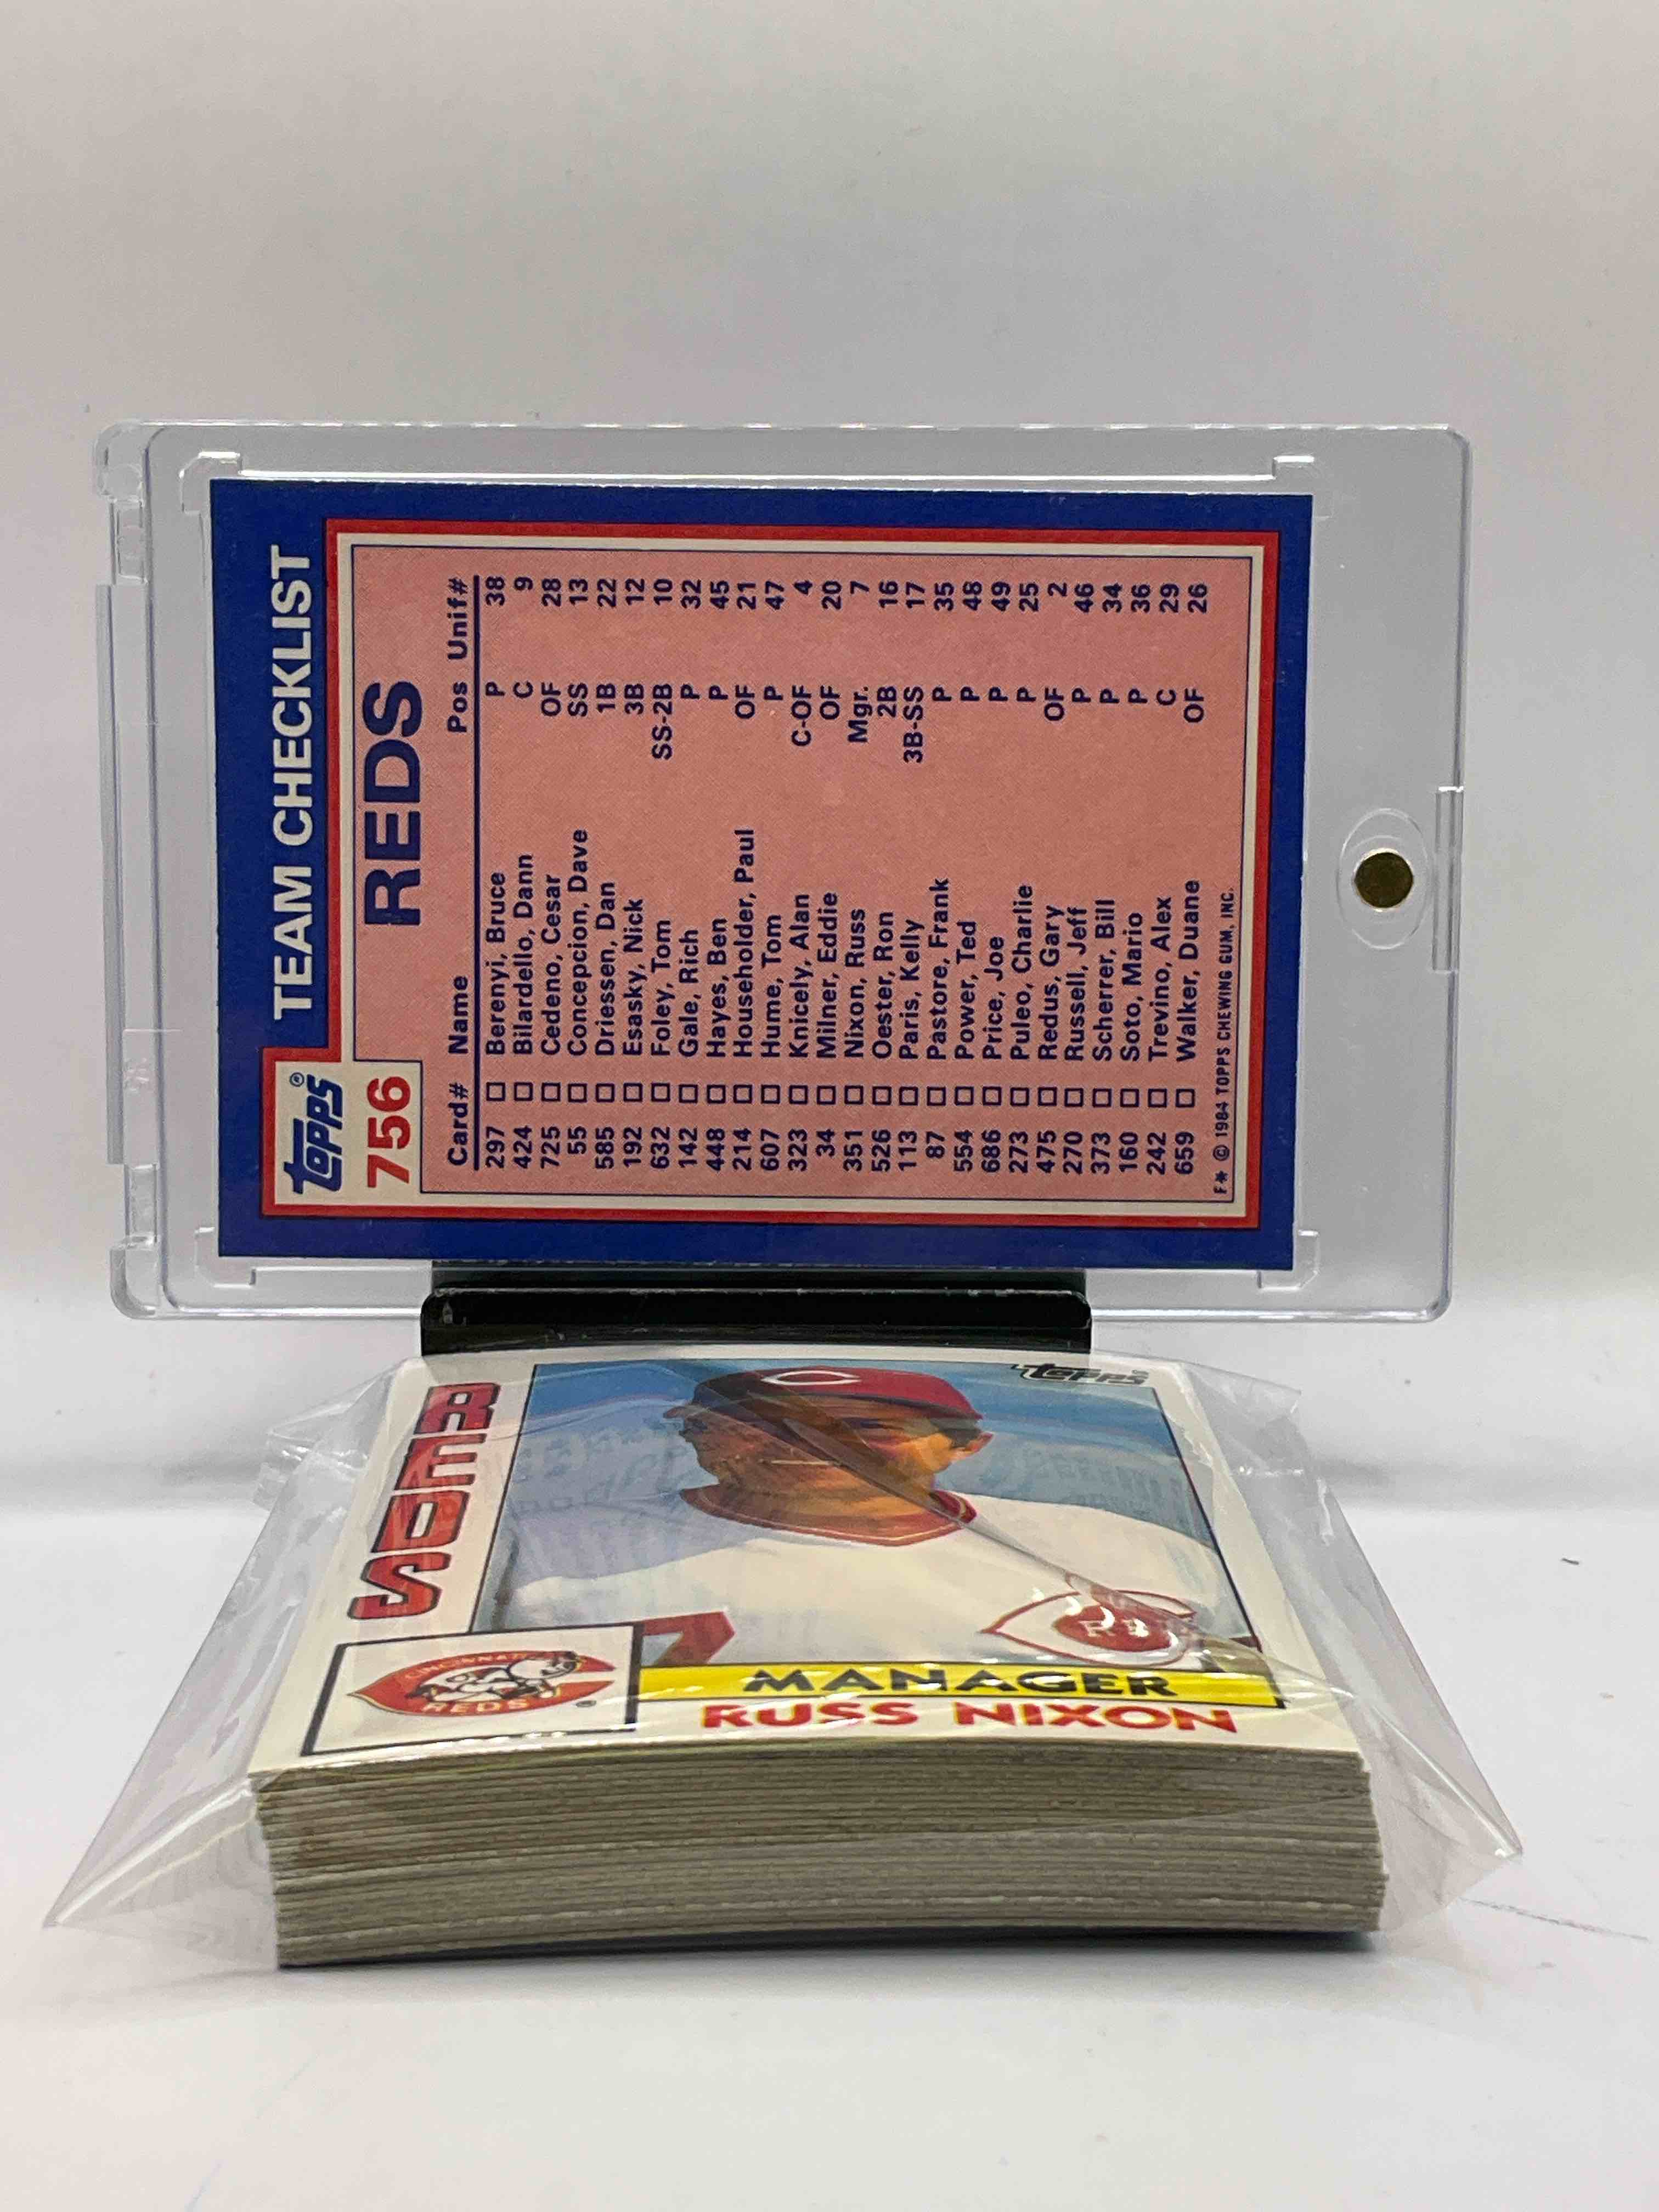 TEAM CHECKLIST
Topps®
756
REDS
Card# Name Pos Unif#
297 □ Berenyi, Bruce P 38
424 □ Bilardello, Dann C 9
725 □ Cedeno, Cesar OF 28
55 □ Concepcion, Dave SS 13
585 □ Driessen, Dan 1B 22
192 □ Esasky, Nick 3B 12
632 □ Foley, Tom SS-2B 10
142 □ Gale, Rich P 32
448 □ Hayes, Ben P 45
214 □ Householder, Paul OF 21
607 □ Hume, Tom P 47
323 □ Knicely, Alan C-OF 4
34 □ Milner, Eddie OF 20
351 □ Nixon, Russ Mgr. 7
526 □ Oester, Ron 2B 16
113 □ Paris, Kelly 3B-SS 17
87 □ Pastore, Frank P 35
554 □ Power, Ted P 48
686 □ Price, Joe P 49
273 □ Puleo, Charlie P 25
475 □ Redus, Gary OF 2
270 □ Russell, Jeff P 46
373 □ Scherrer, Bill P 34
160 □ Soto, Mario P 36
242 □ Trevino, Alex C 29
659 □ Walker, Duane OF 26
F* © 1984 TOPPS CHEWING GUM, INC.
REDS
Topps
C
REDS
CINCINNATI
REDS
®
MANAGER
RUSS NIXON